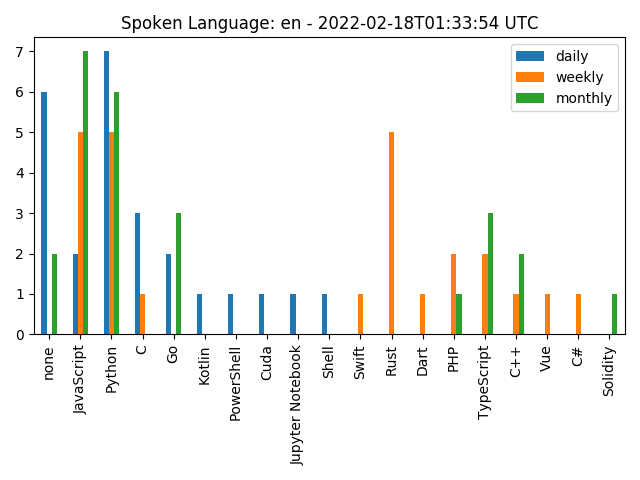 Spoken Language: en - 2022-02-18T01:33:54 UTC
daily
weekly
monthly
7
6
5
4
3
2
1
0
none
JavaScript
Python
C
Go
Kotlin
PowerShell
Cuda
Jupyter Notebook
Shell
Swift
Rust
Dart
PHP
TypeScript
C++
Vue
C#
Solidity